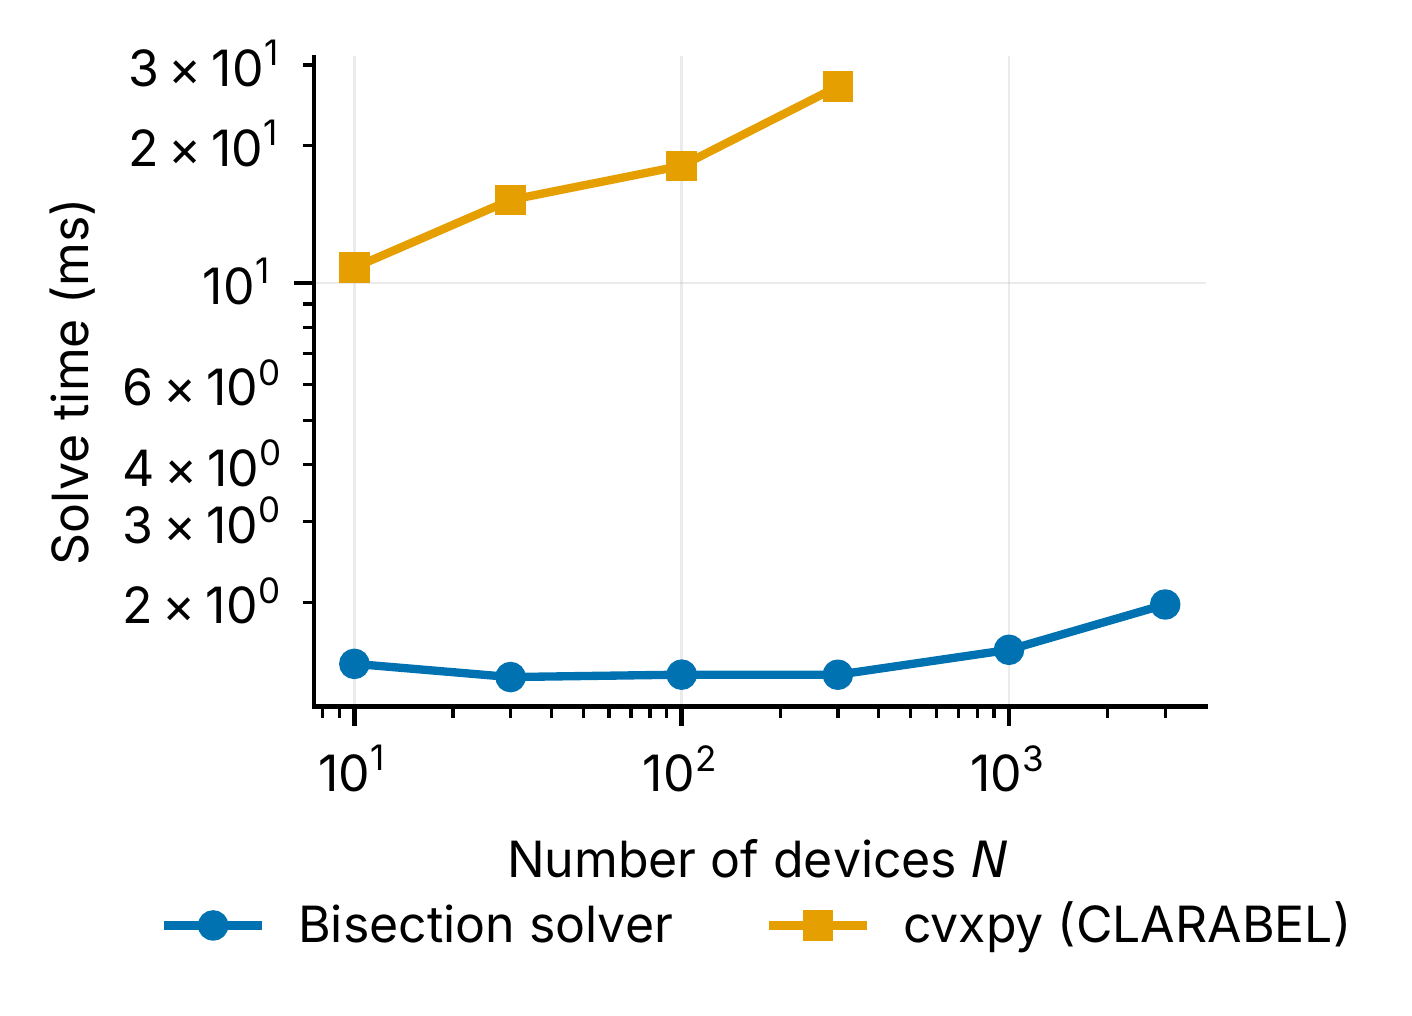 3 × 10¹
2 × 10¹
10¹
6 × 10⁰
4 × 10⁰
3 × 10⁰
2 × 10⁰
Solve time (ms)
10¹ 10² 10³
Number of devices N
Bisection solver cvxpy (CLARABEL)